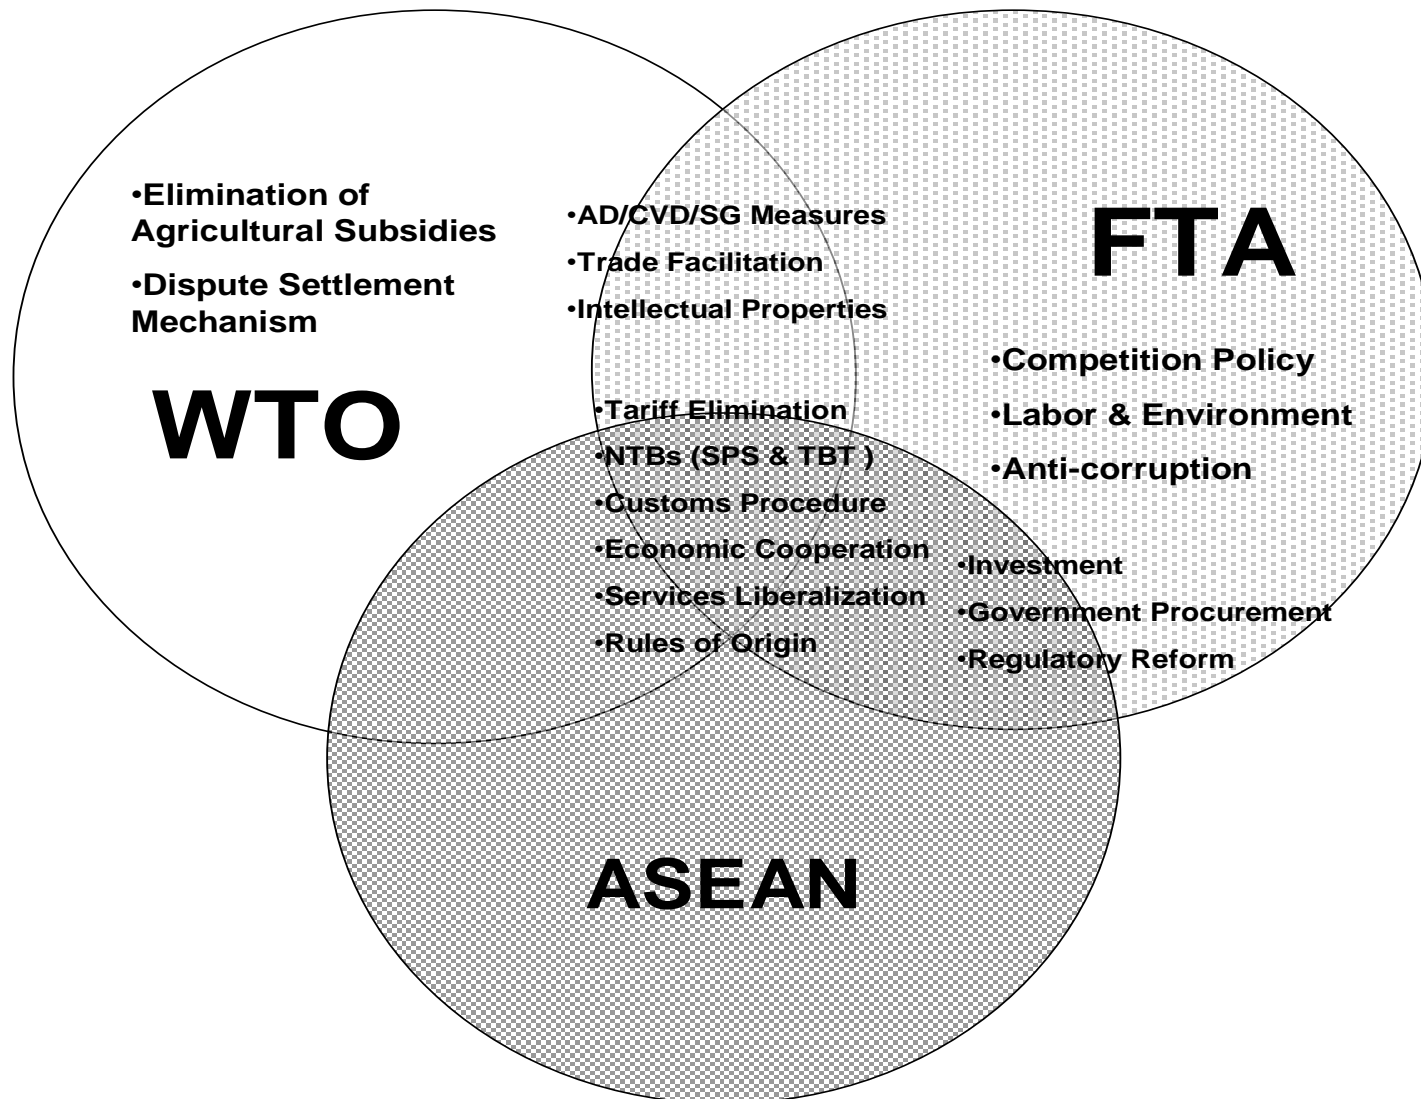 •Elimination of
Agricultural Subsidies
•Dispute Settlement
Mechanism
WTO
•AD/CVD/SG Measures
•Trade Facilitation
•Intellectual Properties
FTA
•Competition Policy
•Labor & Environment
•Anti-corruption
•Tariff Elimination
•NTBs (SPS & TBT )
•Customs Procedure
•Economic Cooperation
•Services Liberalization
•Rules of Origin
•Investment
•Government Procurement
•Regulatory Reform
ASEAN